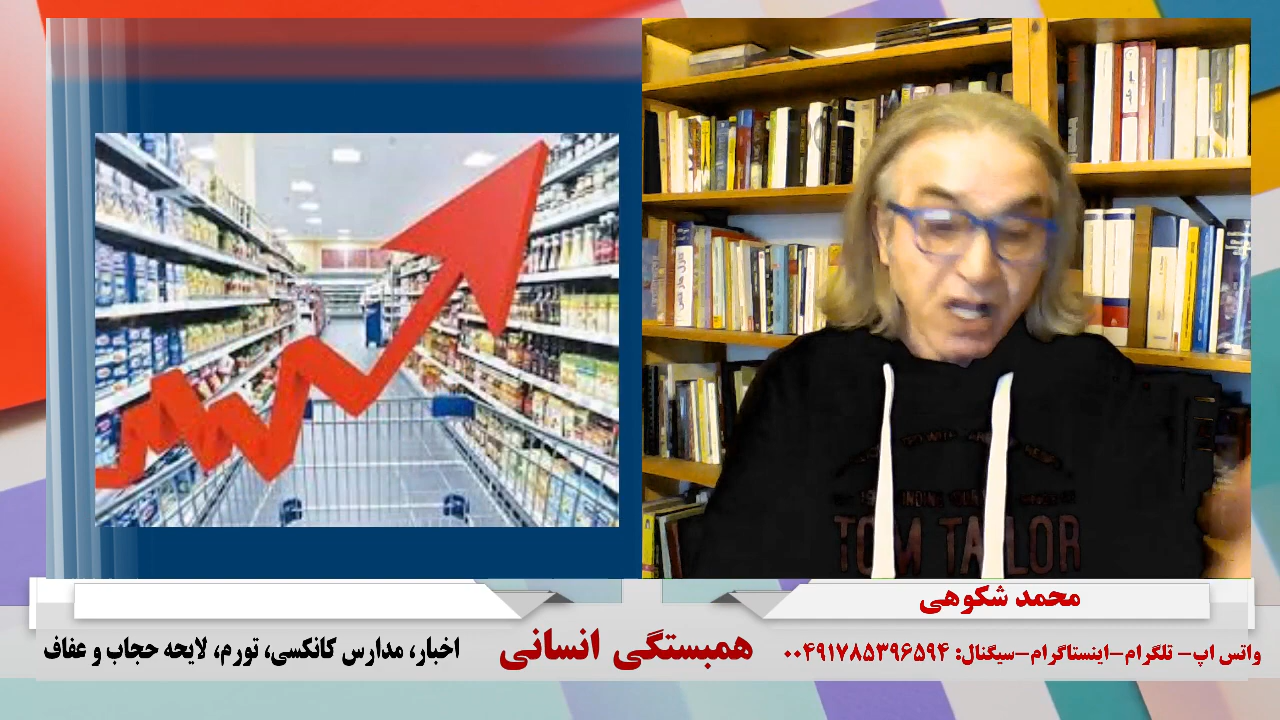 TOM TAILOR
محمد شکوهی
واتس اپ- تلگرام-اینستاگرام-سیگنال: ۰۰۴۹۱۷۸۵۳۹۶۵۹۴
همبستگی انسانی
اخبار، مدارس کانکسی، تورم، لایحه حجاب و عفاف